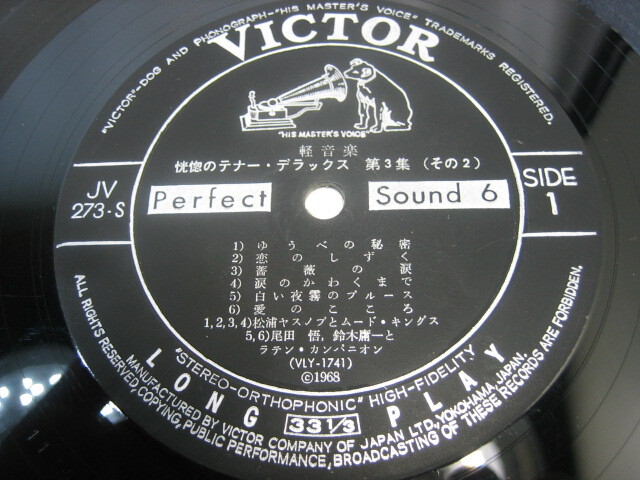 "VICTOR"-DOG AND PHONOGRAPH-"HIS MASTER'S VOICE" TRADEMARKS REGISTERED.
VICTOR
"HIS MASTER'S VOICE"
軽音楽
恍惚のテナー・デラックス 第3集 (その2)
JV
273-S
Perfect Sound 6
SIDE
1
1) ゆうべの秘密
2) 恋のしずく
3) 薔薇の涙
4) 涙のかわくまで
5) 白い夜霧のブルース
6) 愛のこころ
1,2,3,4)松浦ヤスノブとムード・キングス
5,6)尾田 悟, 鈴木庸一と
ラテン・カンパニオン
(VLY-1741)
Ⓒ1968
"STEREO-ORTHOPHONIC" HIGH-FIDELITY
LONG 33 1/3 PLAY
MANUFACTURED BY VICTOR COMPANY OF JAPAN LTD., YOKOHAMA, JAPAN.
ALL RIGHTS RESERVED, COPYING, PUBLIC PERFORMANCE, BROADCASTING OF THESE RECORDS ARE FORBIDDEN.